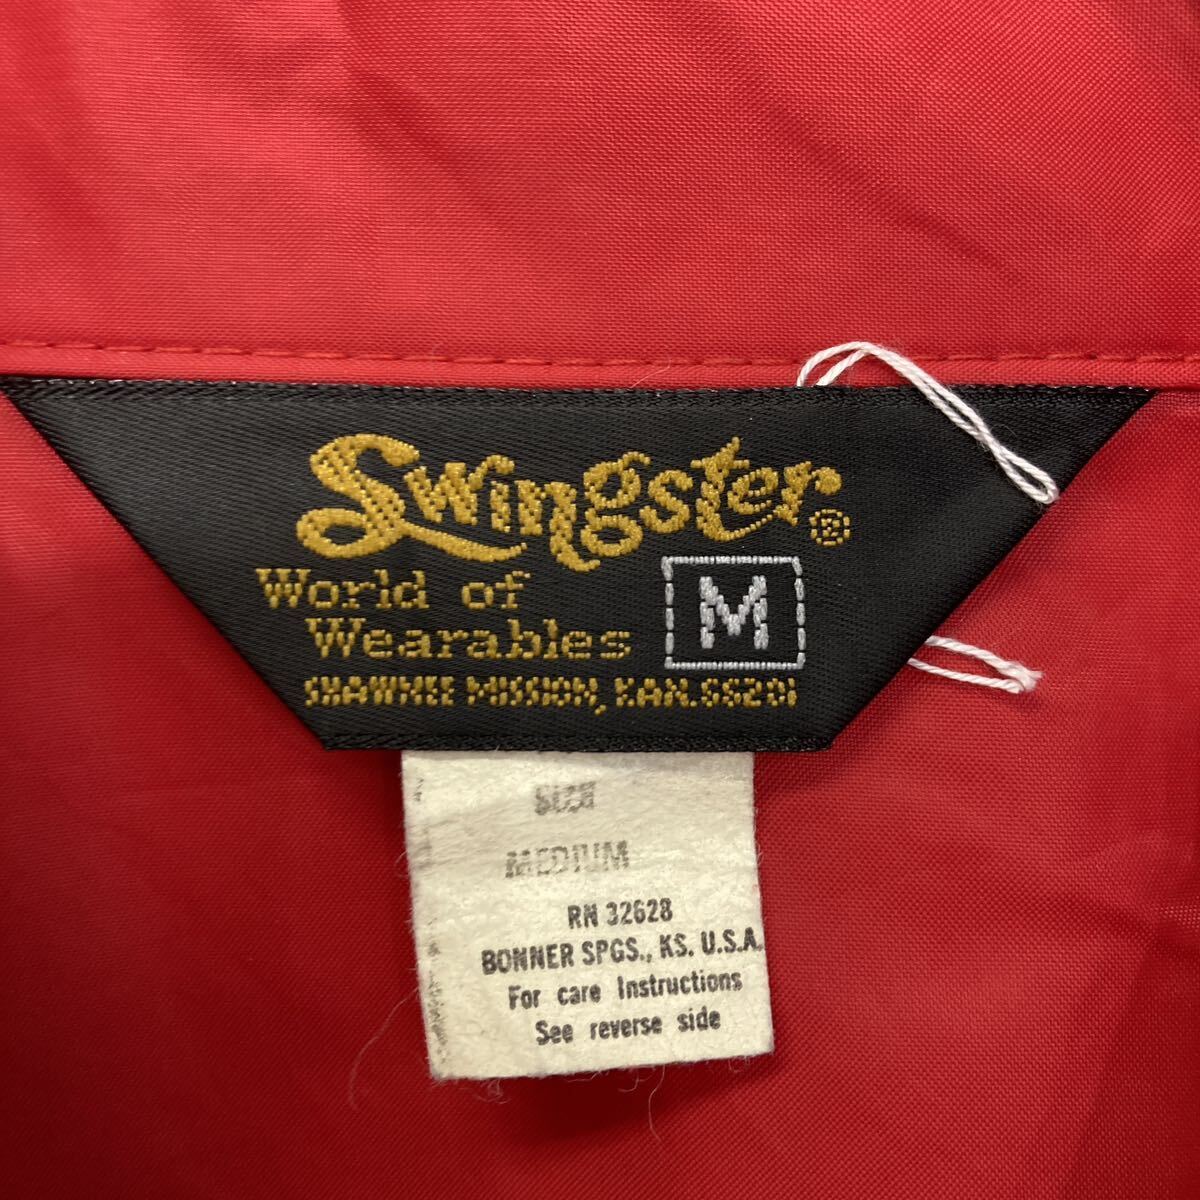 Swingster®
World of
Wearables
M
SHAWNEE MISSION, KAN. 66201
SIZE
MEDIUM
RN 32628
BONNER SPGS., KS. U.S.A.
For care Instructions
See reverse side